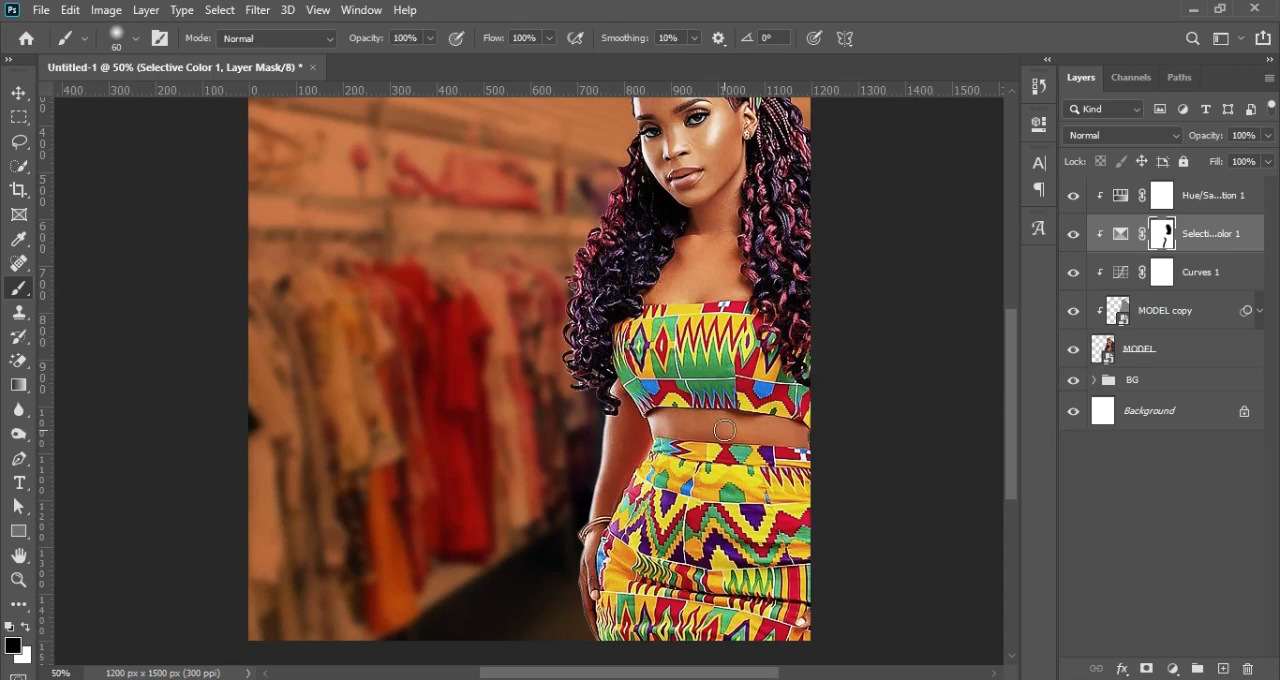 Ps File Edit Image Layer Type Select Filter 3D View Window Help
60 Mode: Normal Opacity: 100% Flow: 100% Smoothing: 10% 0°
Untitled-1 @ 50% (Selective Color 1, Layer Mask/8) * ×
400 300 200 100 0 100 200 300 400 500 600 700 800 900 1000 1100 1200 1300 1400 1500
Layers Channels Paths
Kind
Normal Opacity: 100%
Lock: Fill: 100%
Hue/Sa...tion 1
Selecti...olor 1
Curves 1
MODEL copy
MODEL
BG
Background
fx
50% 1200 px x 1500 px (300 ppi)